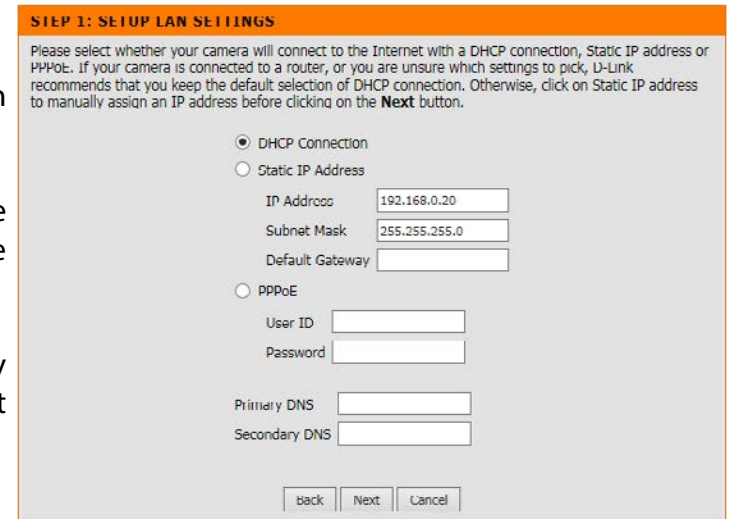 STEP 1: SETUP LAN SETTINGS
Please select whether your camera will connect to the Internet with a DHCP connection, Static IP address or
PPPoE. If your camera is connected to a router, or you are unsure which settings to pick, D-Link
recommends that you keep the default selection of DHCP connection. Otherwise, click on Static IP address
to manually assign an IP address before clicking on the Next button.
DHCP Connection
Static IP Address
IP Address 192.168.0.20
Subnet Mask 255.255.255.0
Default Gateway
PPPoE
User ID
Password
Primary DNS
Secondary DNS
Back Next Cancel